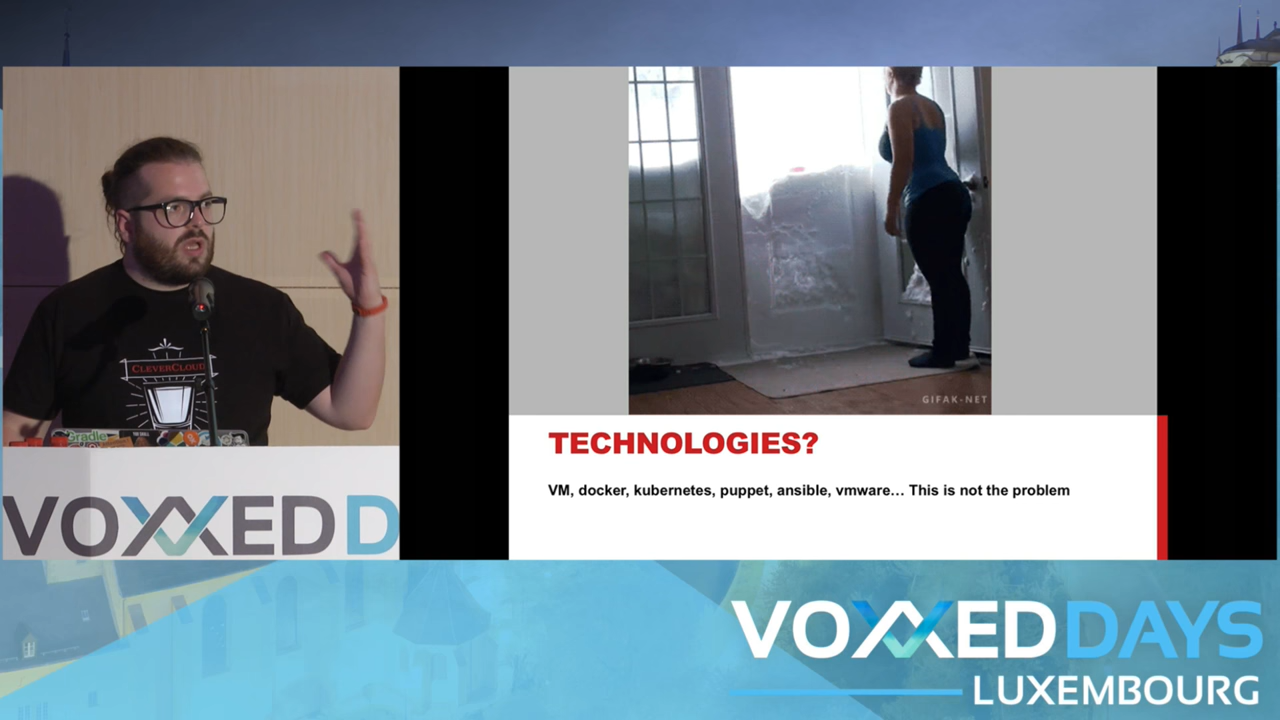 GIFAK-NET
TECHNOLOGIES?
VM, docker, kubernetes, puppet, ansible, vmware... This is not the problem
CLEVERCLOUD
Gradle
VOXXED D
VOXXED DAYS
LUXEMBOURG